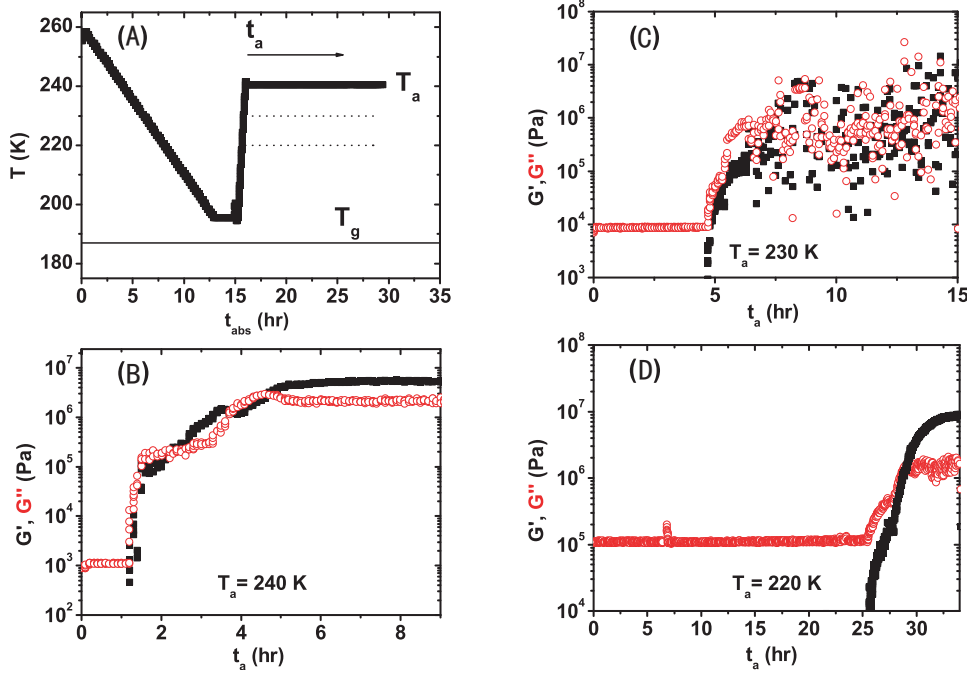 (A)
260
240
220
200
180
T (K)
t_a
T_a
T_g
0 5 10 15 20 25 30 35
t_abs (hr)
(B)
10^7
10^6
10^5
10^4
10^3
10^2
G', G'' (Pa)
T_a = 240 K
0 2 4 6 8
t_a (hr)
(C)
10^8
10^7
10^6
10^5
10^4
10^3
G', G'' (Pa)
T_a = 230 K
0 5 10 15
t_a (hr)
(D)
10^8
10^7
10^6
10^5
10^4
G', G'' (Pa)
T_a = 220 K
0 5 10 15 20 25 30
t_a (hr)